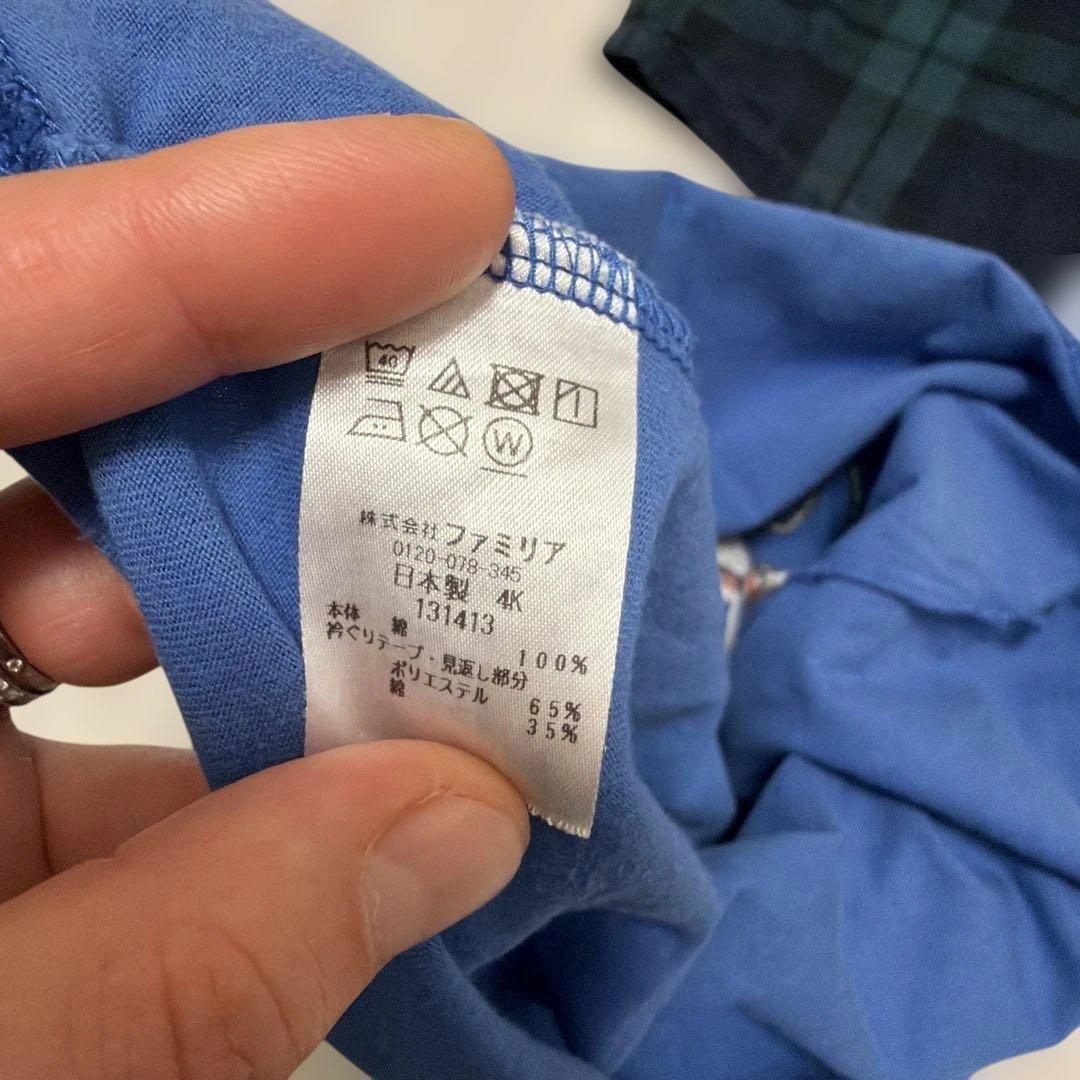 40
W
株式会社 ファミリア
0120-078-345
日本製 4K
131413
本体 綿 100%
衿ぐりテープ・見返し部分
ポリエステル 65%
綿 35%